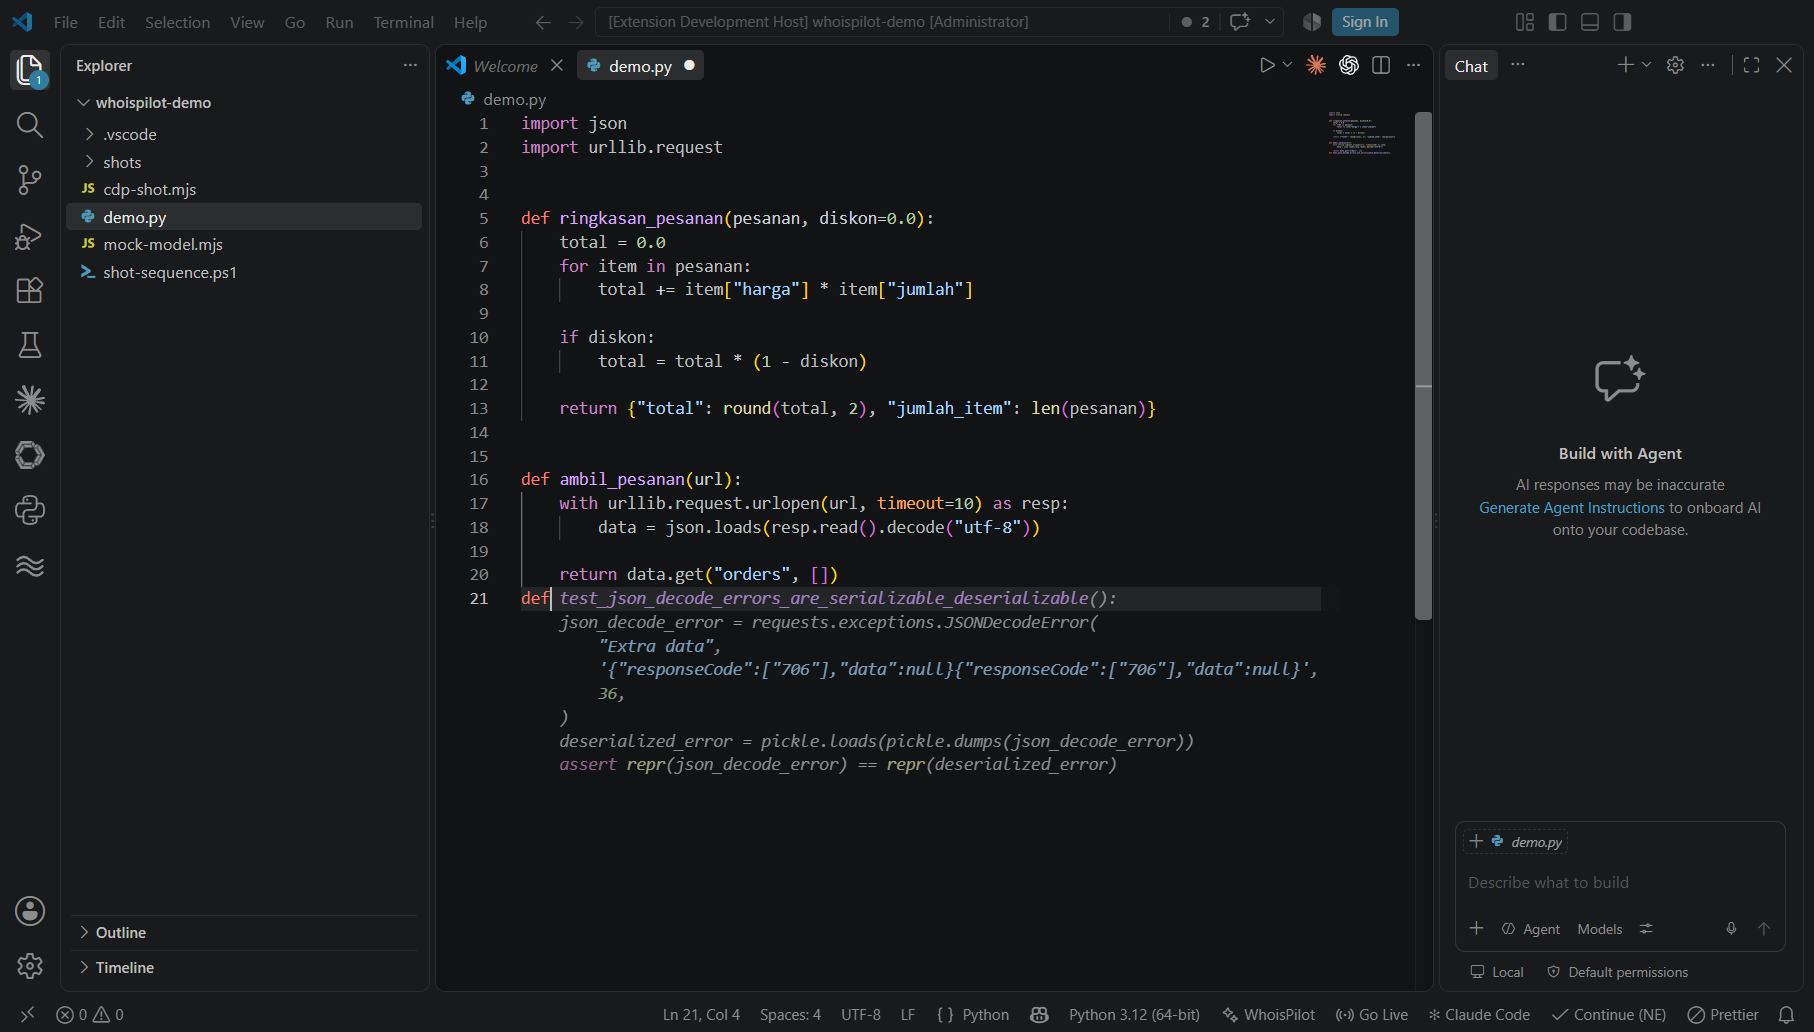 File Edit Selection View Go Run Terminal Help
[Extension Development Host] whoispilot-demo [Administrator]
2
Sign In
Explorer
whoispilot-demo
.vscode
shots
JS cdp-shot.mjs
demo.py
JS mock-model.mjs
shot-sequence.ps1
Outline
Timeline
1
Welcome
demo.py
demo.py
1 import json
2 import urllib.request
3
4
5 def ringkasan_pesanan(pesanan, diskon=0.0):
6 total = 0.0
7 for item in pesanan:
8 total += item["harga"] * item["jumlah"]
9
10 if diskon:
11 total = total * (1 - diskon)
12
13 return {"total": round(total, 2), "jumlah_item": len(pesanan)}
14
15
16 def ambil_pesanan(url):
17 with urllib.request.urlopen(url, timeout=10) as resp:
18 data = json.loads(resp.read().decode("utf-8"))
19
20 return data.get("orders", [])
21 def test_json_decode_errors_are_serializable_deserializable():
json_decode_error = requests.exceptions.JSONDecodeError(
"Extra data",
'{"responseCode":["706"],"data":null}{"responseCode":["706"],"data":null}',
36,
)
deserialized_error = pickle.loads(pickle.dumps(json_decode_error))
assert repr(json_decode_error) == repr(deserialized_error)
Chat
Build with Agent
AI responses may be inaccurate
Generate Agent Instructions to onboard AI
onto your codebase.
demo.py
Describe what to build
Agent Models
Local Default permissions
0 0
Ln 21, Col 4 Spaces: 4 UTF-8 LF { } Python Python 3.12 (64-bit) WhoisPilot Go Live Claude Code Continue (NE) Prettier